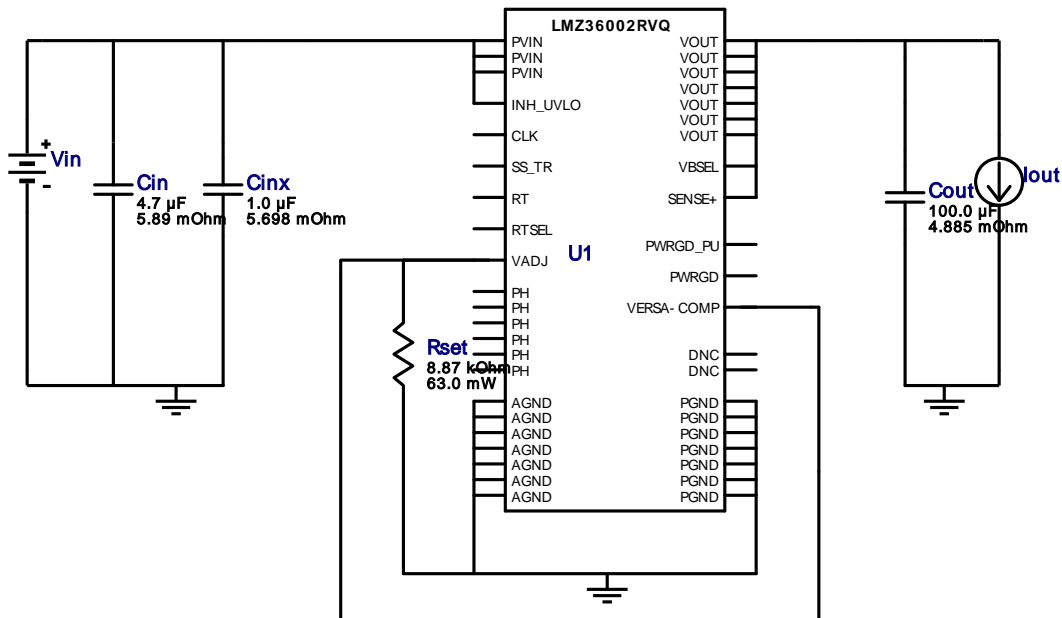 LMZ36002RVQ
PVIN
PVIN
PVIN
INH_UVLO
CLK
SS_TR
RT
RTSEL
VADJ
PH
PH
PH
PH
PH
PH
AGND
AGND
AGND
AGND
AGND
AGND
AGND
VOUT
VOUT
VOUT
VOUT
VOUT
VOUT
VOUT
VBSEL
SENSE+
PWRGD_PU
PWRGD
VERSA- COMP
DNC
DNC
PGND
PGND
PGND
PGND
PGND
PGND
PGND
U1
+
Vin
-
Cin
4.7 µF
5.89 mOhm
Cinx
1.0 µF
5.698 mOhm
Rset
8.87 kOhm
63.0 mW
Cout
100.0 µF
4.885 mOhm
Iout